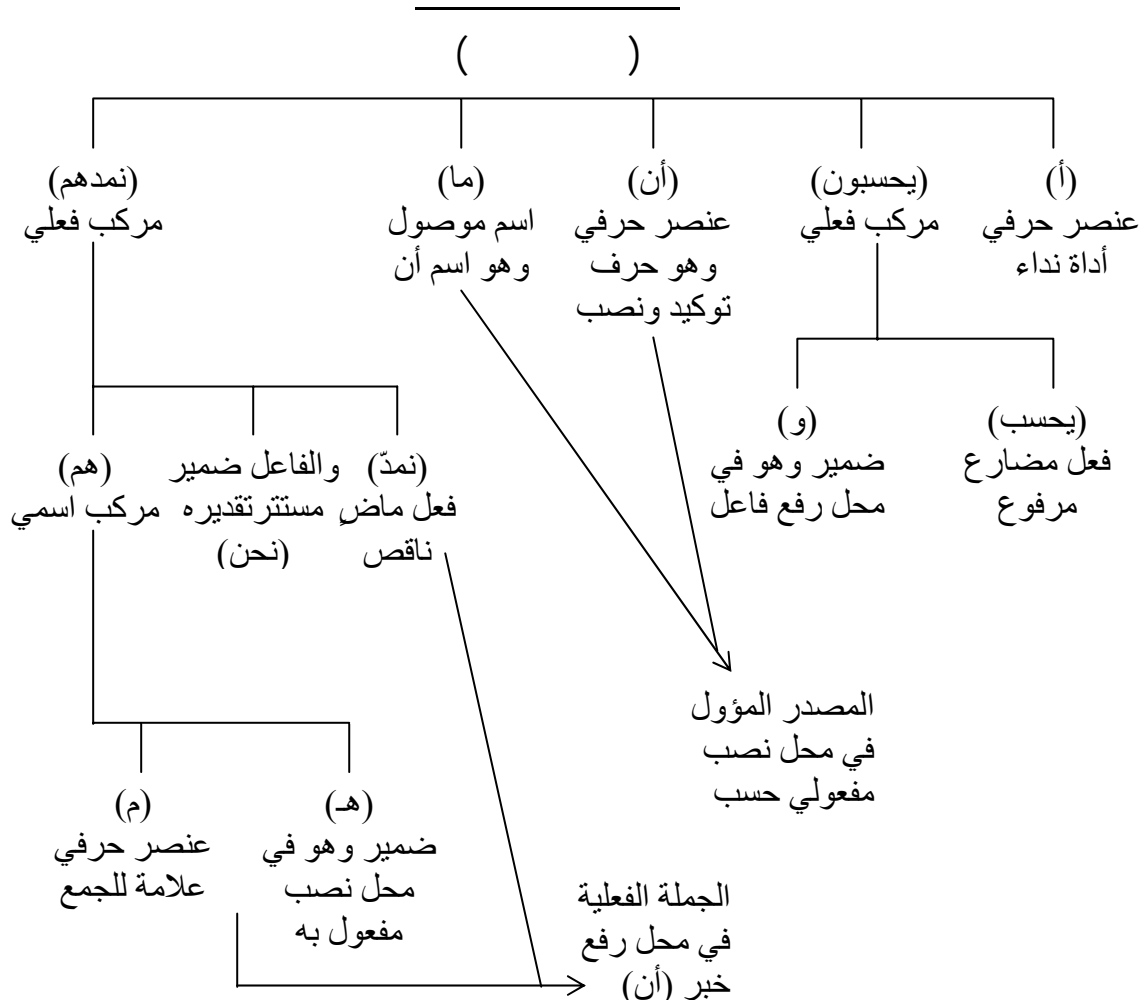 ( )
(أ)
عنصر حرفي
أداة نداء
(يحسبون)
مركب فعلي
(أن)
عنصر حرفي
وهو حرف
توكيد ونصب
(ما)
اسم موصول
وهو اسم أن
(نمدهم)
مركب فعلي
(يحسب)
فعل مضارع
مرفوع
(و)
ضمير وهو في
محل رفع فاعل
(نمدّ)
فعل ماضٍ
ناقص
والفاعل ضمير
مستترتقديره
(نحن)
(هم)
مركب اسمي
المصدر المؤول
في محل نصب
مفعولي حسب
(هـ)
ضمير وهو في
محل نصب
مفعول به
(م)
عنصر حرفي
علامة للجمع
الجملة الفعلية
في محل رفع
خبر (أن)